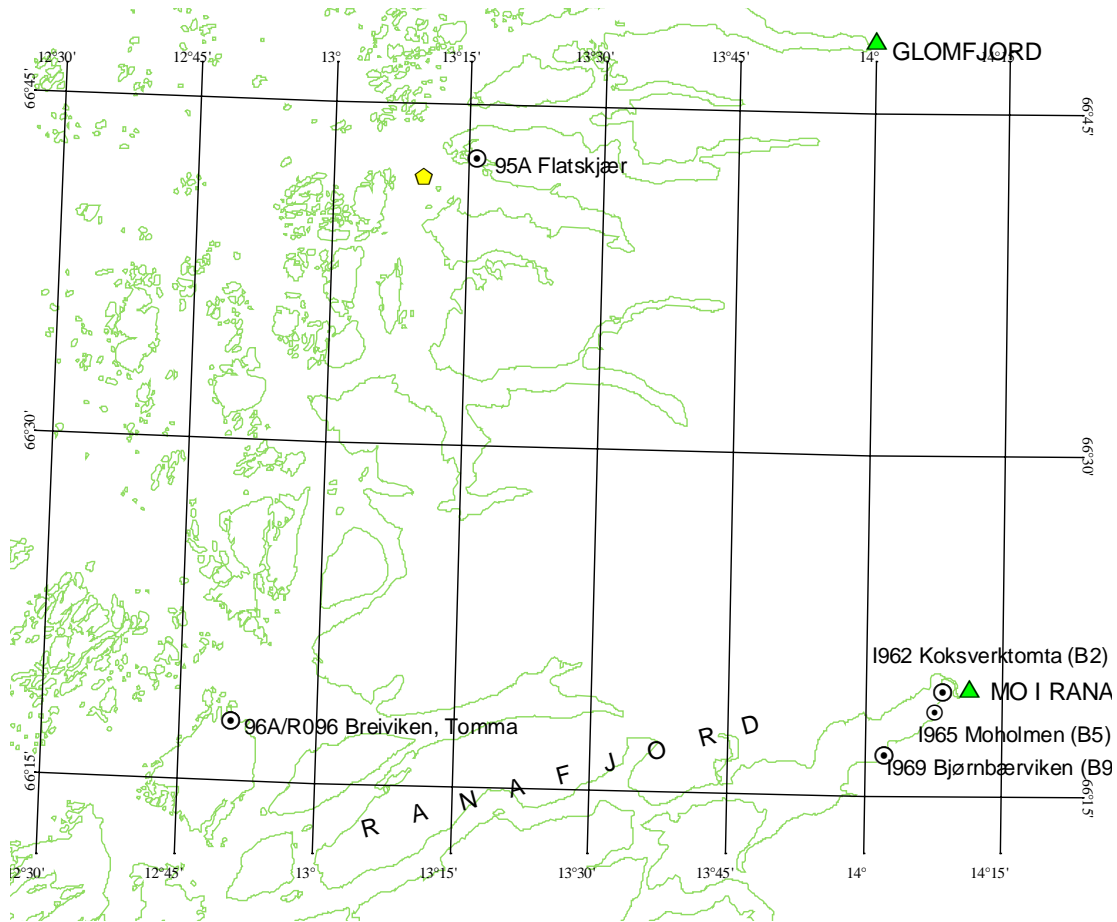 GLOMFJORD
12°30' 12°45' 13° 13°15' 13°30' 13°45' 14° 14°15'
66°45' 66°45'
95A Flatskjær
66°30' 66°30'
I962 Koksverktomta (B2)
MO I RANA
96A/R096 Breiviken, Tomma
I965 Moholmen (B5)
I969 Bjørnbærviken (B9
RANAFJORD
66°15' 66°15'
12°30' 12°45' 13° 13°15' 13°30' 13°45' 14° 14°15'